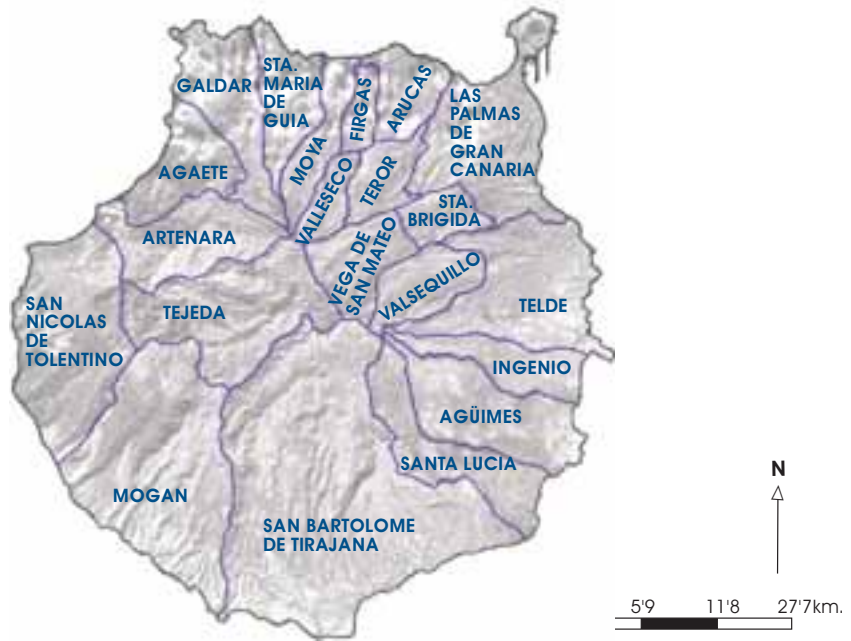 GALDAR
STA.
MARIA
DE
GUIA
MOYA
FIRGAS
ARUCAS
LAS
PALMAS
DE
GRAN
CANARIA
AGAETE
VALLESECO
TEROR
STA.
BRIGIDA
ARTENARA
VEGA DE
SAN MATEO
VALSEQUILLO
SAN
NICOLAS
DE
TOLENTINO
TEJEDA
TELDE
INGENIO
AGÜIMES
SANTA LUCIA
MOGAN
SAN BARTOLOME
DE TIRAJANA
N
5'9 11'8 27'7km.